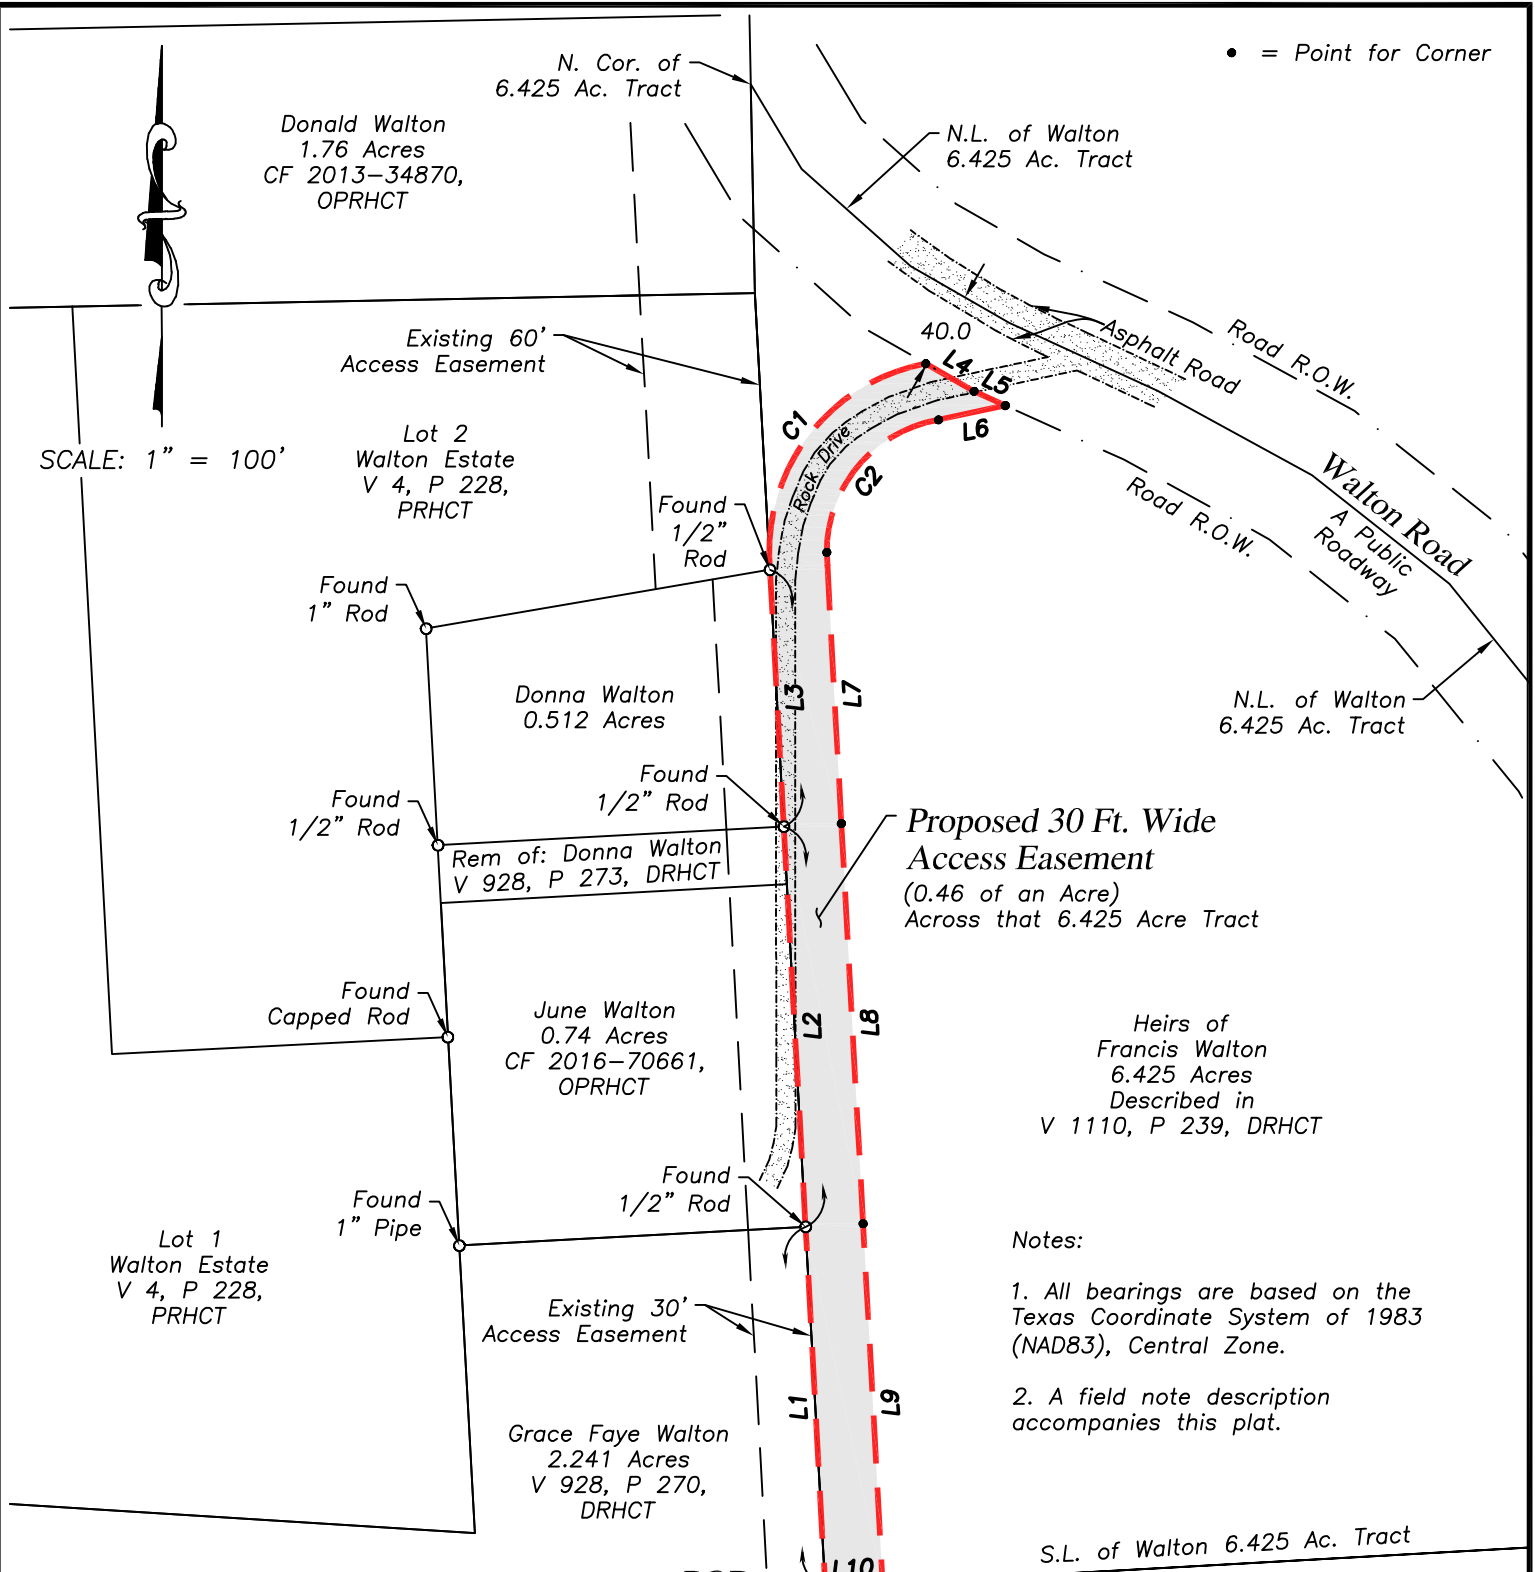 • = Point for Corner
N. Cor. of
6.425 Ac. Tract
Donald Walton
1.76 Acres
CF 2013–34870,
OPRHCT
N.L. of Walton
6.425 Ac. Tract
Existing 60'
Access Easement
40.0
L4
L5
L6
Asphalt Road
Road R.O.W.
SCALE: 1" = 100'
Lot 2
Walton Estate
V 4, P 228,
PRHCT
C1
Rock Drive
C2
Road R.O.W.
Walton Road
A Public
Roadway
Found
1/2"
Rod
Found
1" Rod
Donna Walton
0.512 Acres
L3
L7
N.L. of Walton
6.425 Ac. Tract
Found
1/2" Rod
Found
1/2" Rod
Rem of: Donna Walton
V 928, P 273, DRHCT
Proposed 30 Ft. Wide
Access Easement
(0.46 of an Acre)
Across that 6.425 Acre Tract
Found
Capped Rod
June Walton
0.74 Acres
CF 2016–70661,
OPRHCT
L2
L8
Heirs of
Francis Walton
6.425 Acres
Described in
V 1110, P 239, DRHCT
Found
1/2" Rod
Found
1" Pipe
Lot 1
Walton Estate
V 4, P 228,
PRHCT
Existing 30'
Access Easement
Notes:
1. All bearings are based on the
Texas Coordinate System of 1983
(NAD83), Central Zone.
2. A field note description
accompanies this plat.
L1
L9
Grace Faye Walton
2.241 Acres
V 928, P 270,
DRHCT
S.L. of Walton 6.425 Ac. Tract
L10